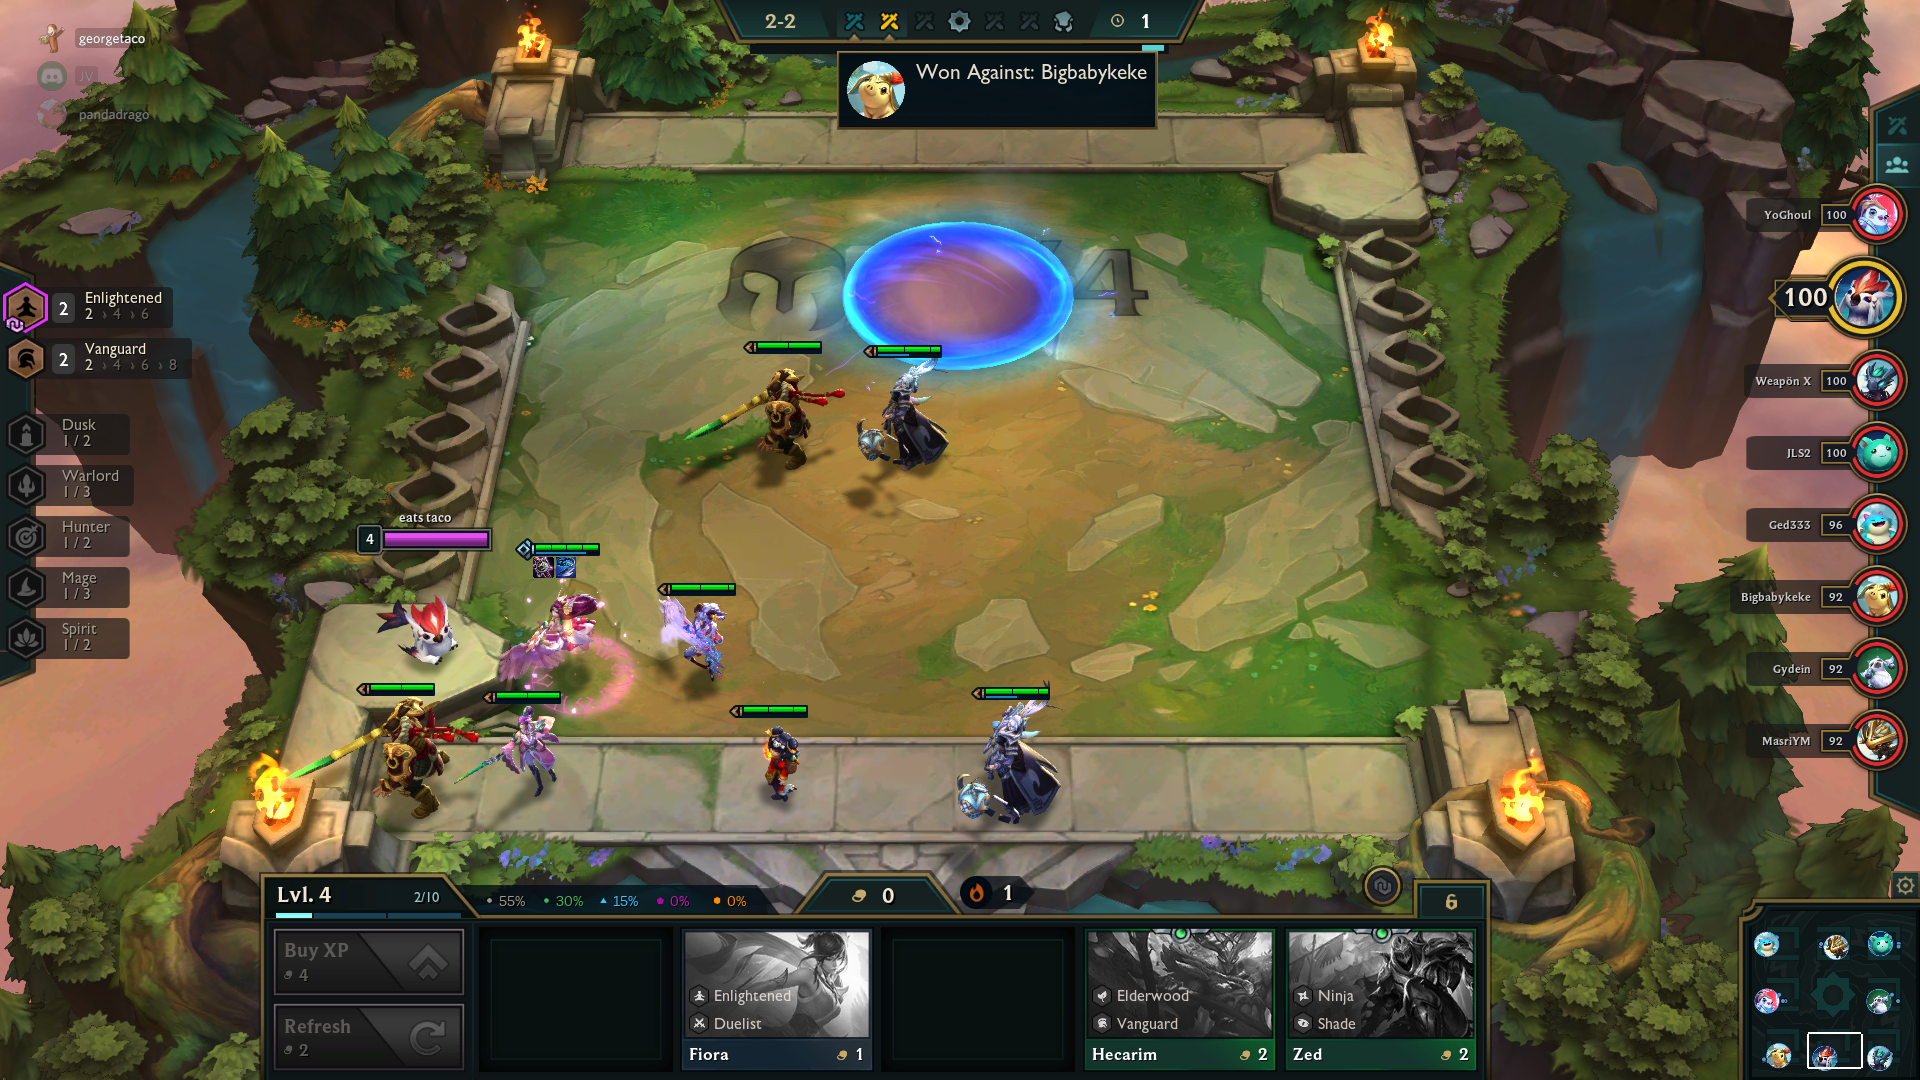 georgetaco
JV
pandadrago
2-2
1
Won Against: Bigbabykeke
2 Enlightened
2 › 4 › 6
2 Vanguard
2 › 4 › 6 › 8
Dusk
1 / 2
Warlord
1 / 3
Hunter
1 / 2
Mage
1 / 3
Spirit
1 / 2
4
YoGhoul 100
100
Weapön X 100
JLS2 100
Ged333 96
Bigbabykeke 92
Gydein 92
MasriYM 92
eats taco
4
Lvl. 4
2/10
55%
30%
15%
0%
0%
0
1
6
Buy XP
4
Refresh
2
Enlightened
Duelist
Fiora 1
Elderwood
Vanguard
Hecarim 2
Ninja
Shade
Zed 2